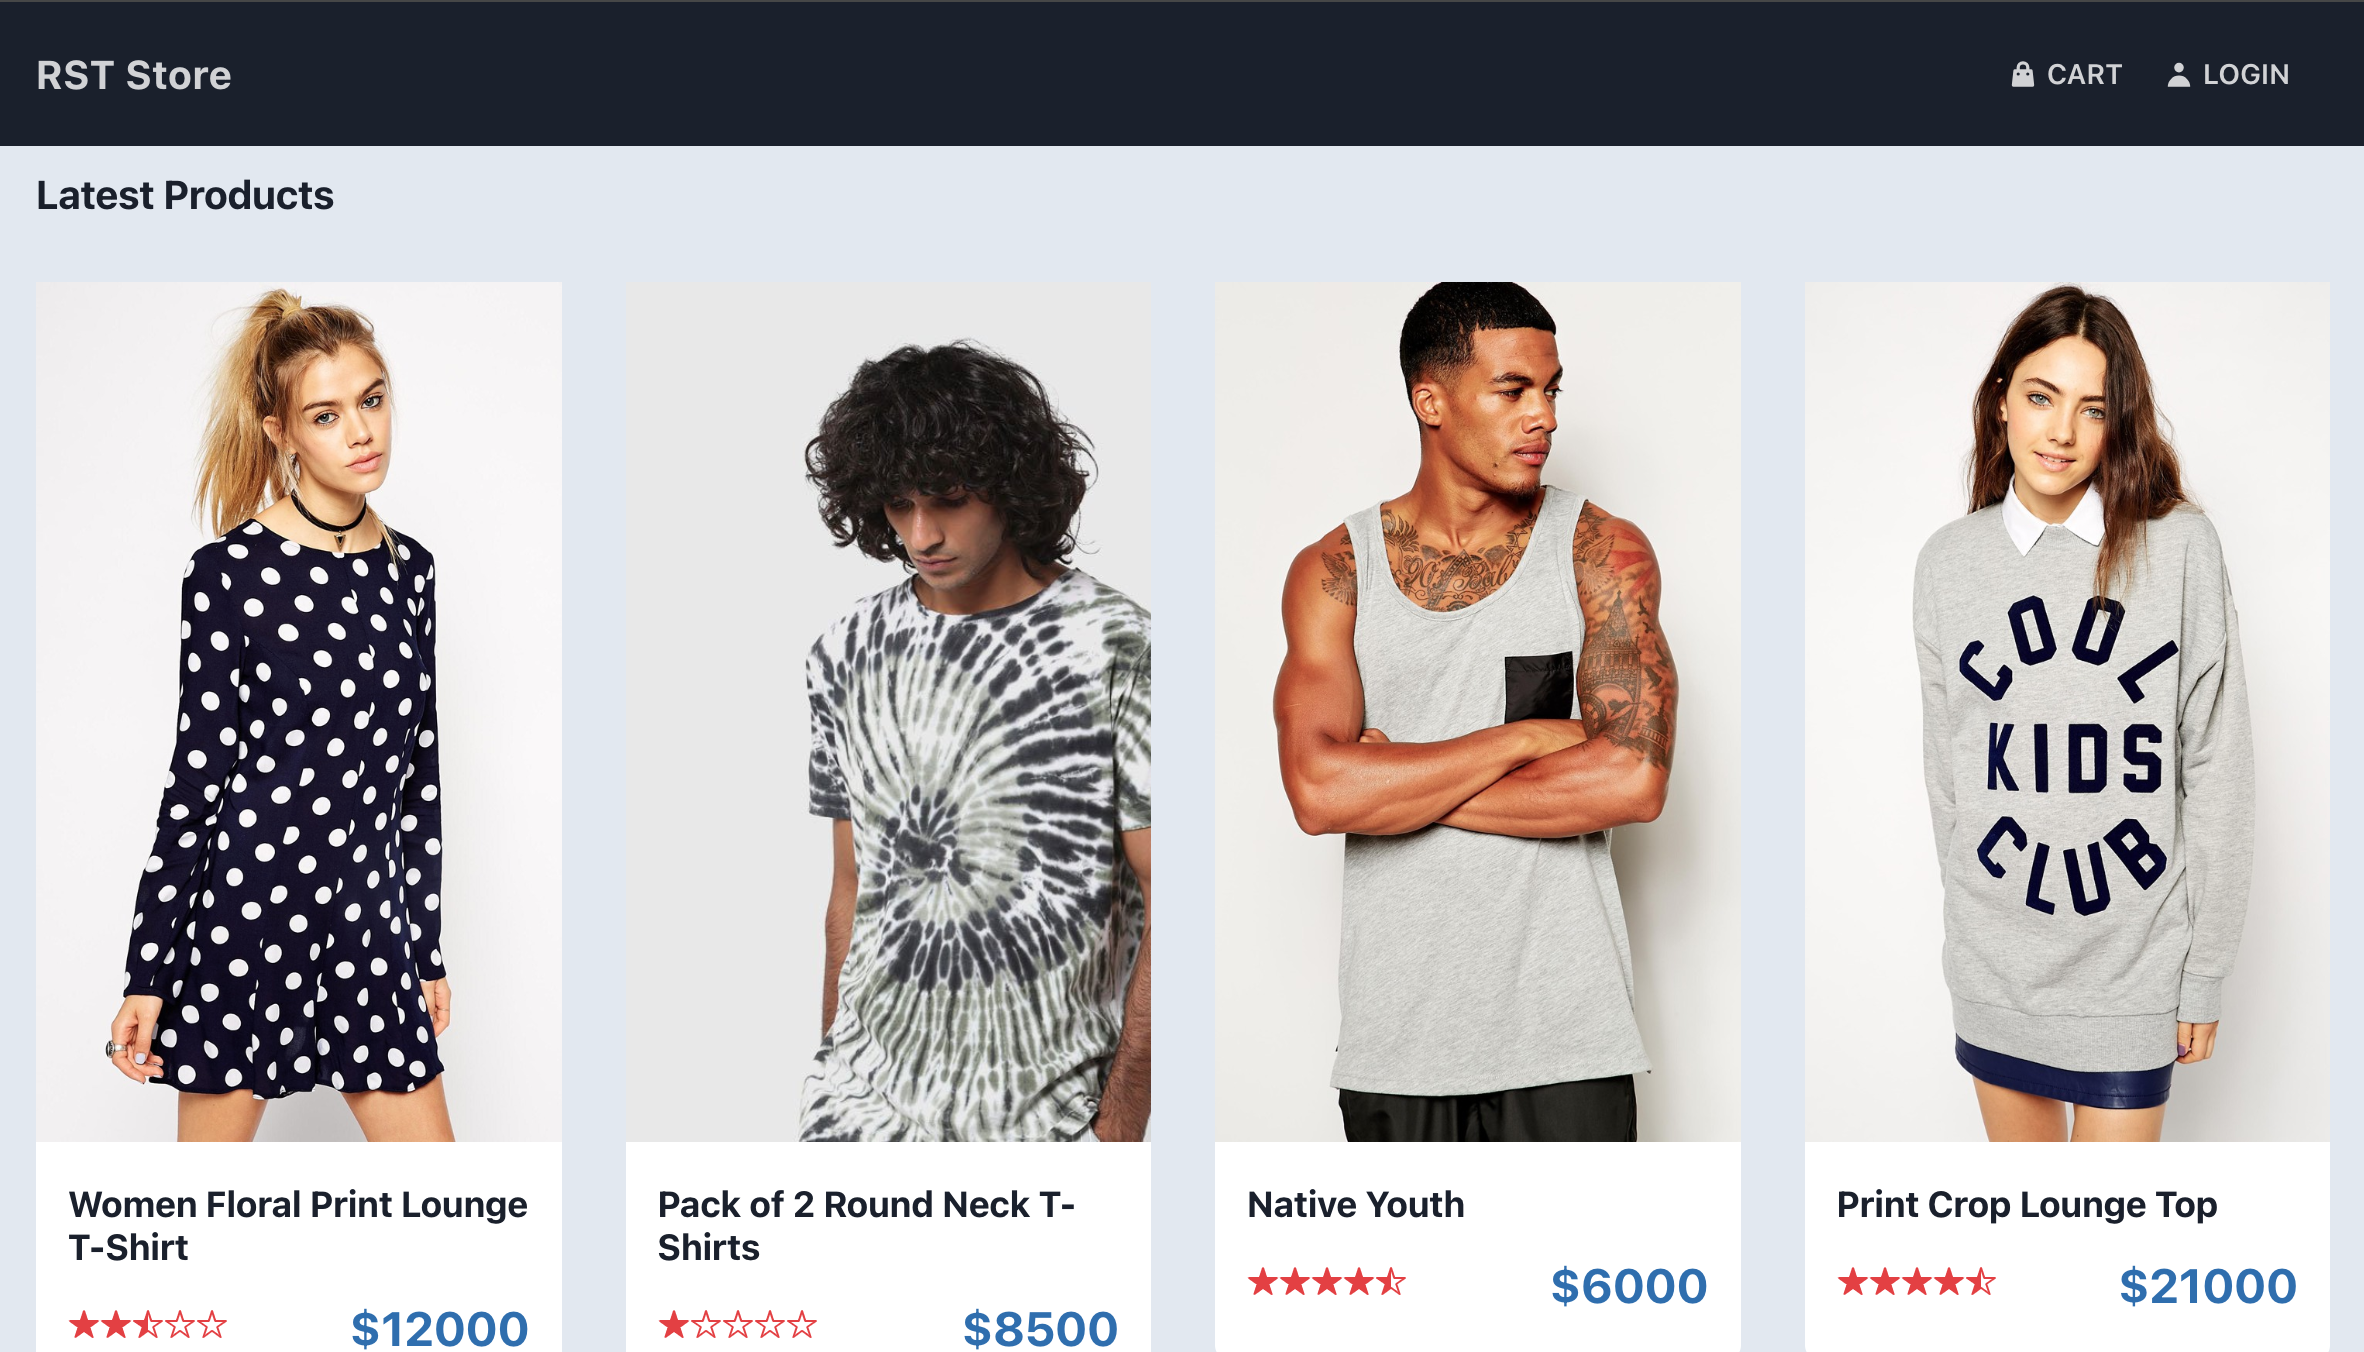 RST Store
CART
LOGIN
Latest Products
COOL
KIDS
CLUB
Women Floral Print Lounge
T-Shirt
$12000
Pack of 2 Round Neck T-
Shirts
$8500
Native Youth
$6000
Print Crop Lounge Top
$21000